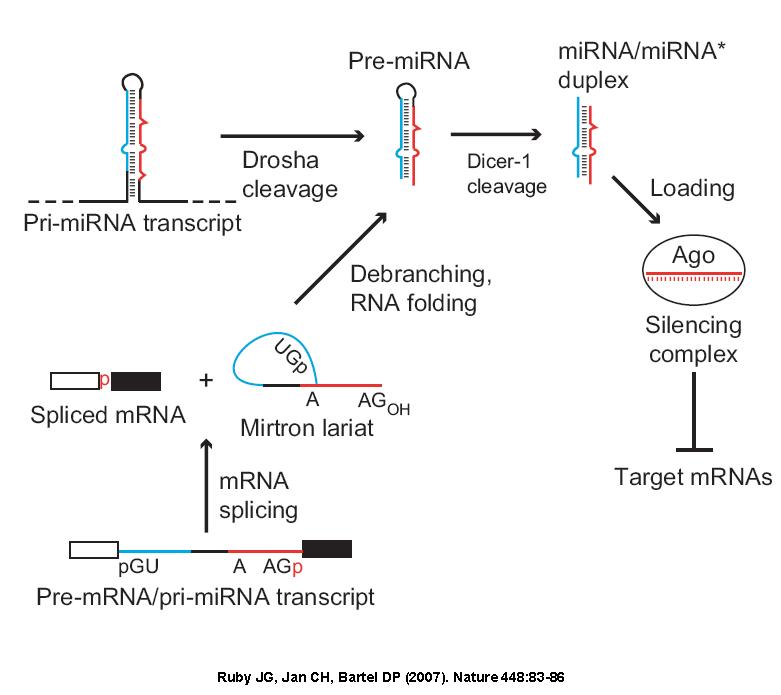 Pre-miRNA
miRNA/miRNA*
duplex
Drosha
cleavage
Dicer-1
cleavage
Pri-miRNA transcript
Loading
Ago
Silencing
complex
Target mRNAs
Debranching,
RNA folding
UGp
A
AGOH
p
+
Spliced mRNA
Mirtron lariat
mRNA
splicing
pGU
A
AGp
Pre-mRNA/pri-miRNA transcript
Ruby JG, Jan CH, Bartel DP (2007). Nature 448:83-86